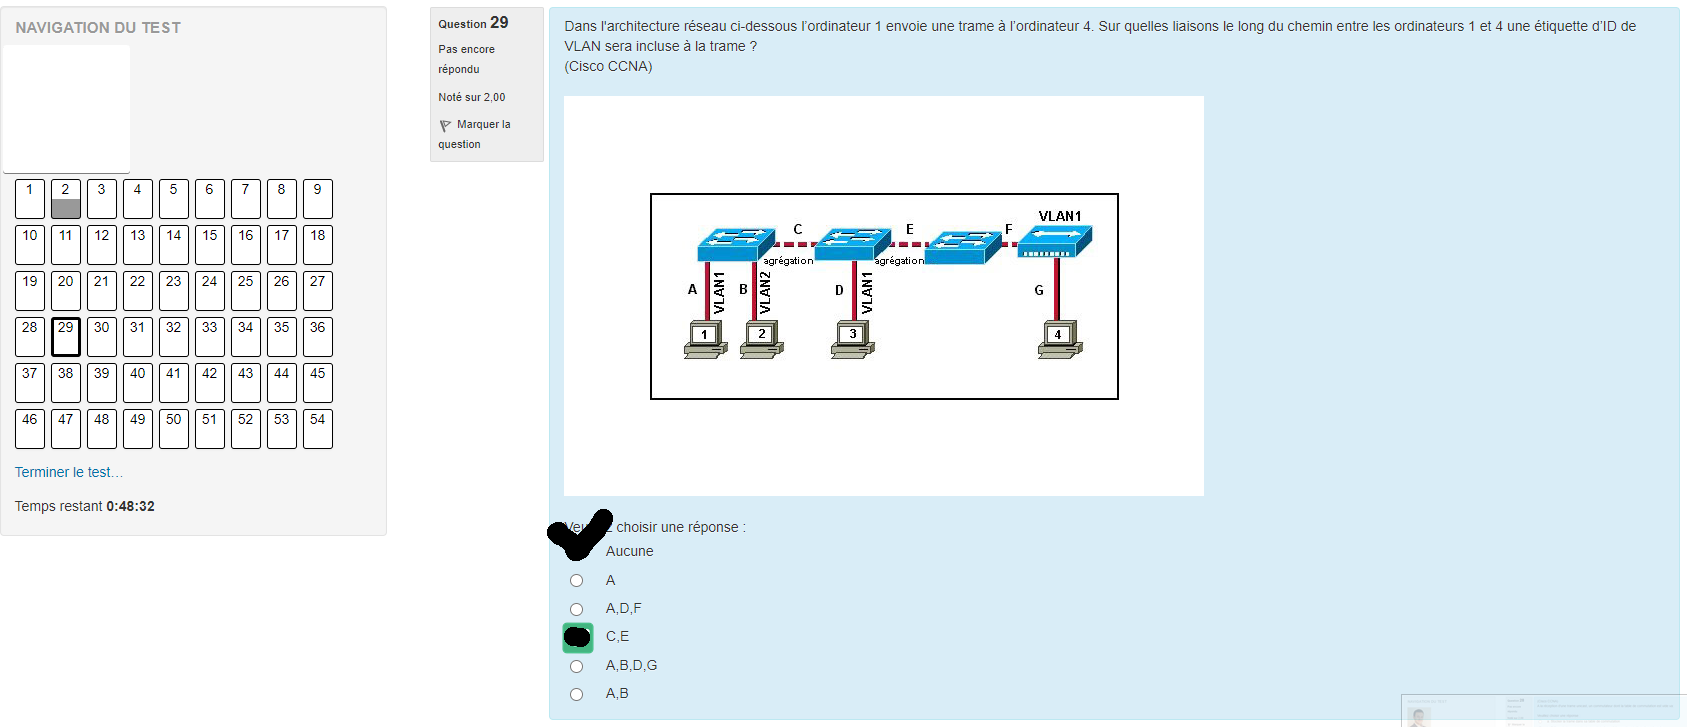 NAVIGATION DU TEST
1 2 3 4 5 6 7 8 9
10 11 12 13 14 15 16 17 18
19 20 21 22 23 24 25 26 27
28 29 30 31 32 33 34 35 36
37 38 39 40 41 42 43 44 45
46 47 48 49 50 51 52 53 54
Terminer le test...
Temps restant 0:48:32
Question 29
Pas encore
répondu
Noté sur 2,00
Marquer la
question
Dans l'architecture réseau ci-dessous l'ordinateur 1 envoie une trame à l'ordinateur 4. Sur quelles liaisons le long du chemin entre les ordinateurs 1 et 4 une étiquette d'ID de
VLAN sera incluse à la trame ?
(Cisco CCNA)
VLAN1
C E F
agrégation agrégation
A VLAN1 B VLAN2 D VLAN1 G
1 2 3 4
choisir une réponse :
Aucune
A
A,D,F
C,E
A,B,D,G
A,B